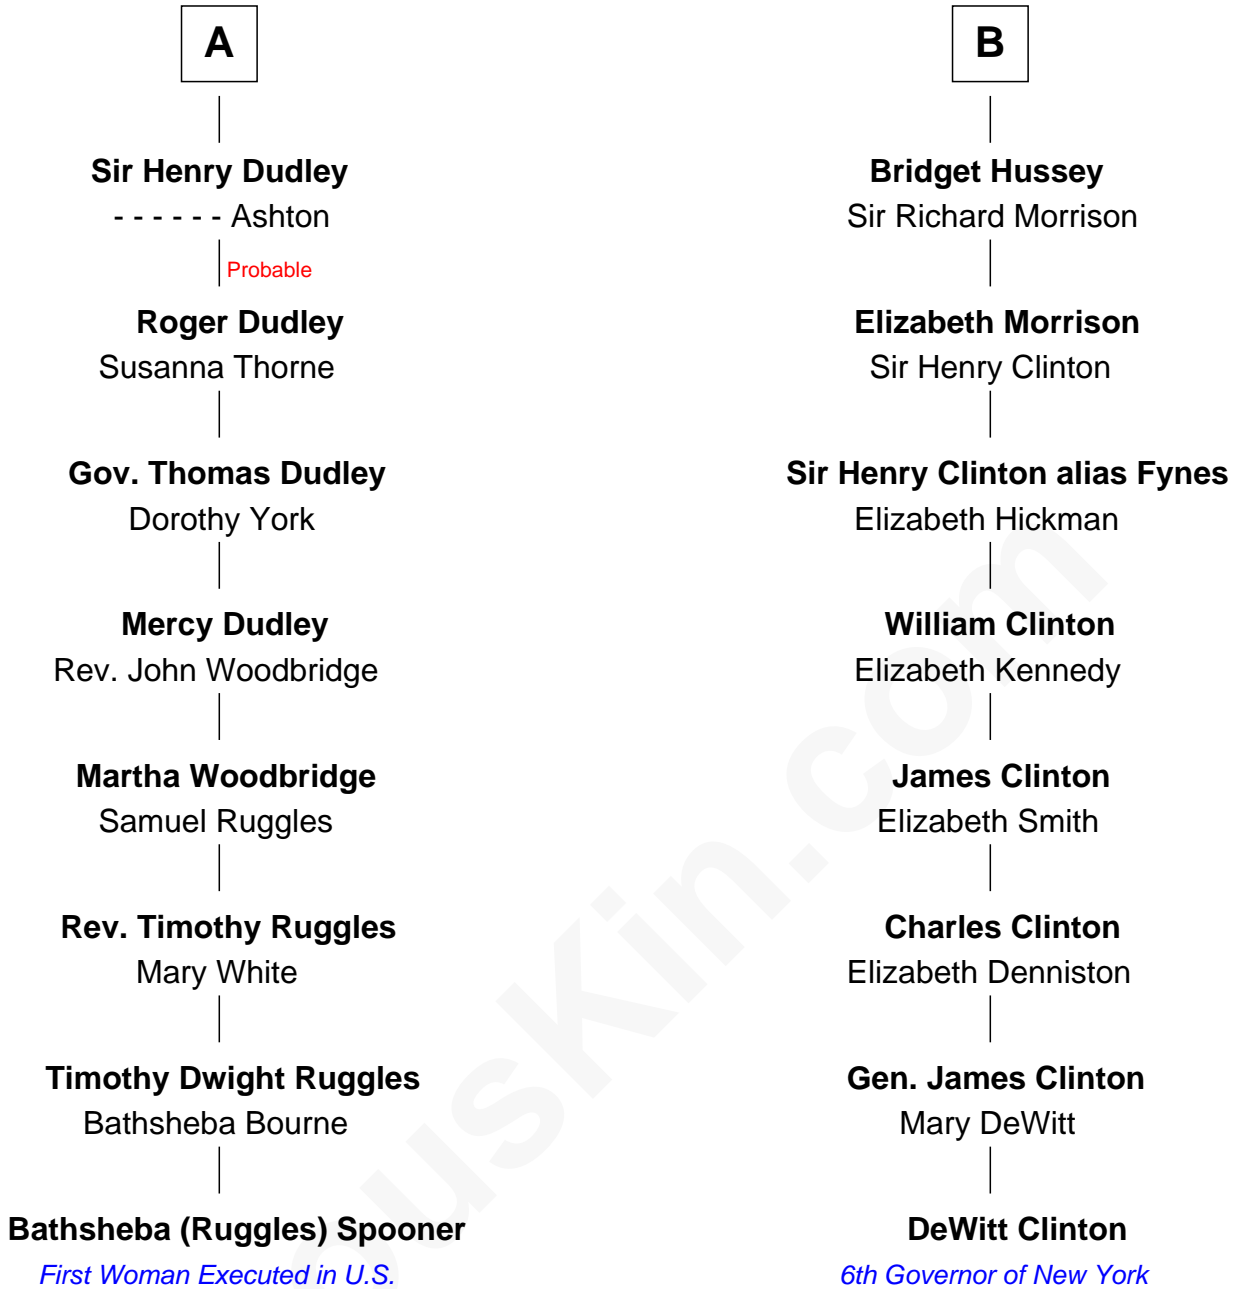 A
Sir Henry Dudley
- - - - - - Ashton
Probable
Roger Dudley
Susanna Thorne
Gov. Thomas Dudley
Dorothy York
Mercy Dudley
Rev. John Woodbridge
Martha Woodbridge
Samuel Ruggles
Rev. Timothy Ruggles
Mary White
Timothy Dwight Ruggles
Bathsheba Bourne
Bathsheba (Ruggles) Spooner
First Woman Executed in U.S.
B
Bridget Hussey
Sir Richard Morrison
Elizabeth Morrison
Sir Henry Clinton
Sir Henry Clinton alias Fynes
Elizabeth Hickman
William Clinton
Elizabeth Kennedy
James Clinton
Elizabeth Smith
Charles Clinton
Elizabeth Denniston
Gen. James Clinton
Mary DeWitt
DeWitt Clinton
6th Governor of New York
ousKin.com